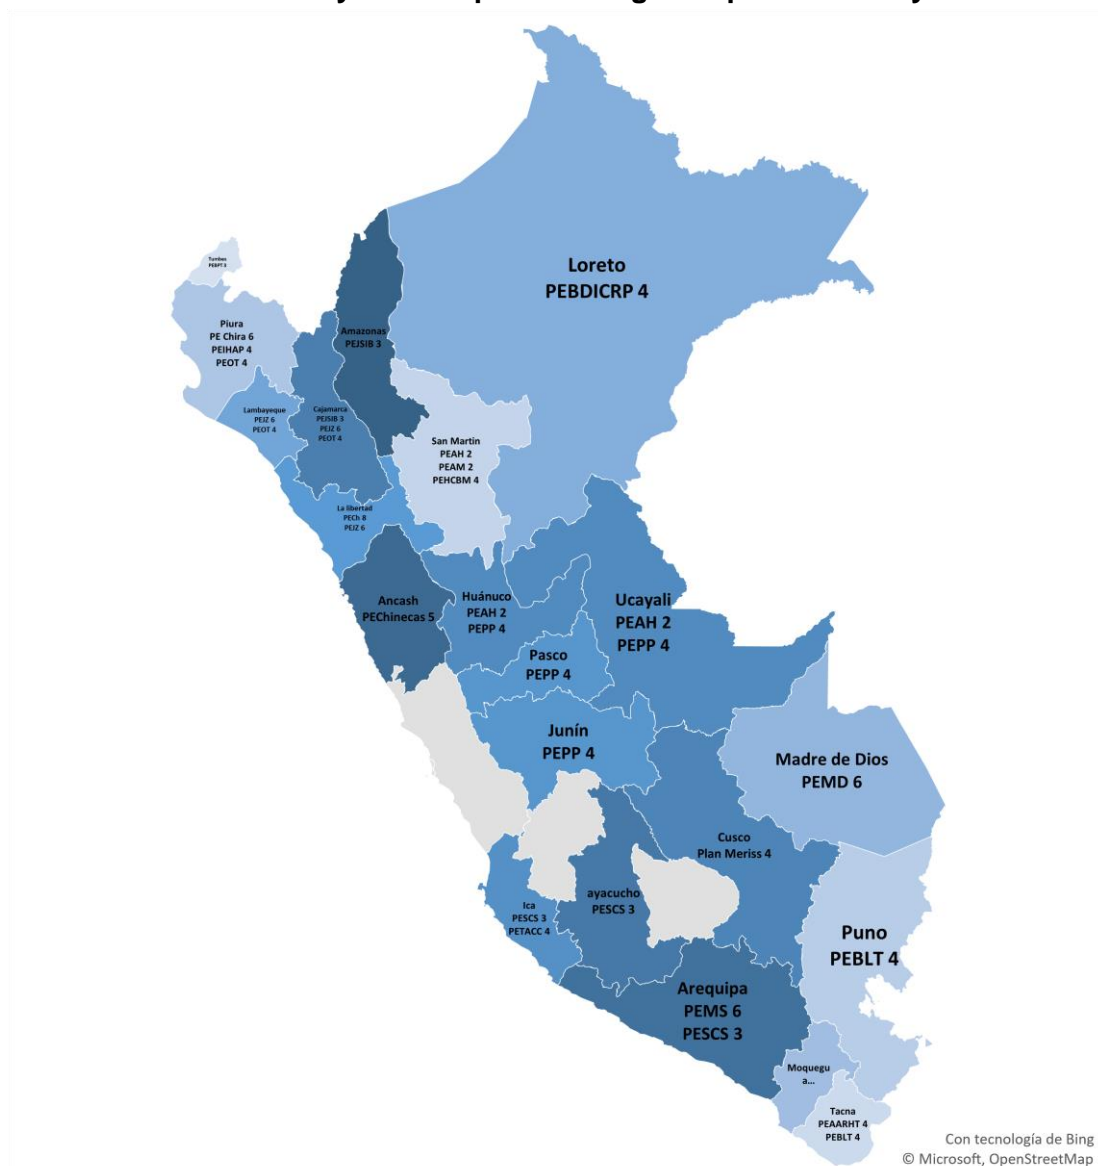 Loreto
PEBDICRP 4
Tumbes
PEBPT 3
Piura
PE Chira 6
PEIHAP 4
PEOT 4
Amazonas
PEJSIB 3
Lambayeque
PEJZ 6
PEOT 4
Cajamarca
PEJSIB 3
PEJZ 6
PEOT 4
San Martin
PEAH 2
PEAM 2
PEHCBM 4
La libertad
PECh 8
PEJZ 6
Ancash
PEChinecas 5
Huánuco
PEAH 2
PEPP 4
Ucayali
PEAH 2
PEPP 4
Pasco
PEPP 4
Junín
PEPP 4
Madre de Dios
PEMD 6
Cusco
Plan Meriss 4
ayacucho
PESCS 3
Ica
PESCS 3
PETACC 4
Puno
PEBLT 4
Arequipa
PEMS 6
PESCS 3
Moquegu
a...
Tacna
PEAARHT 4
PEBLT 4
Con tecnología de Bing
© Microsoft, OpenStreetMap